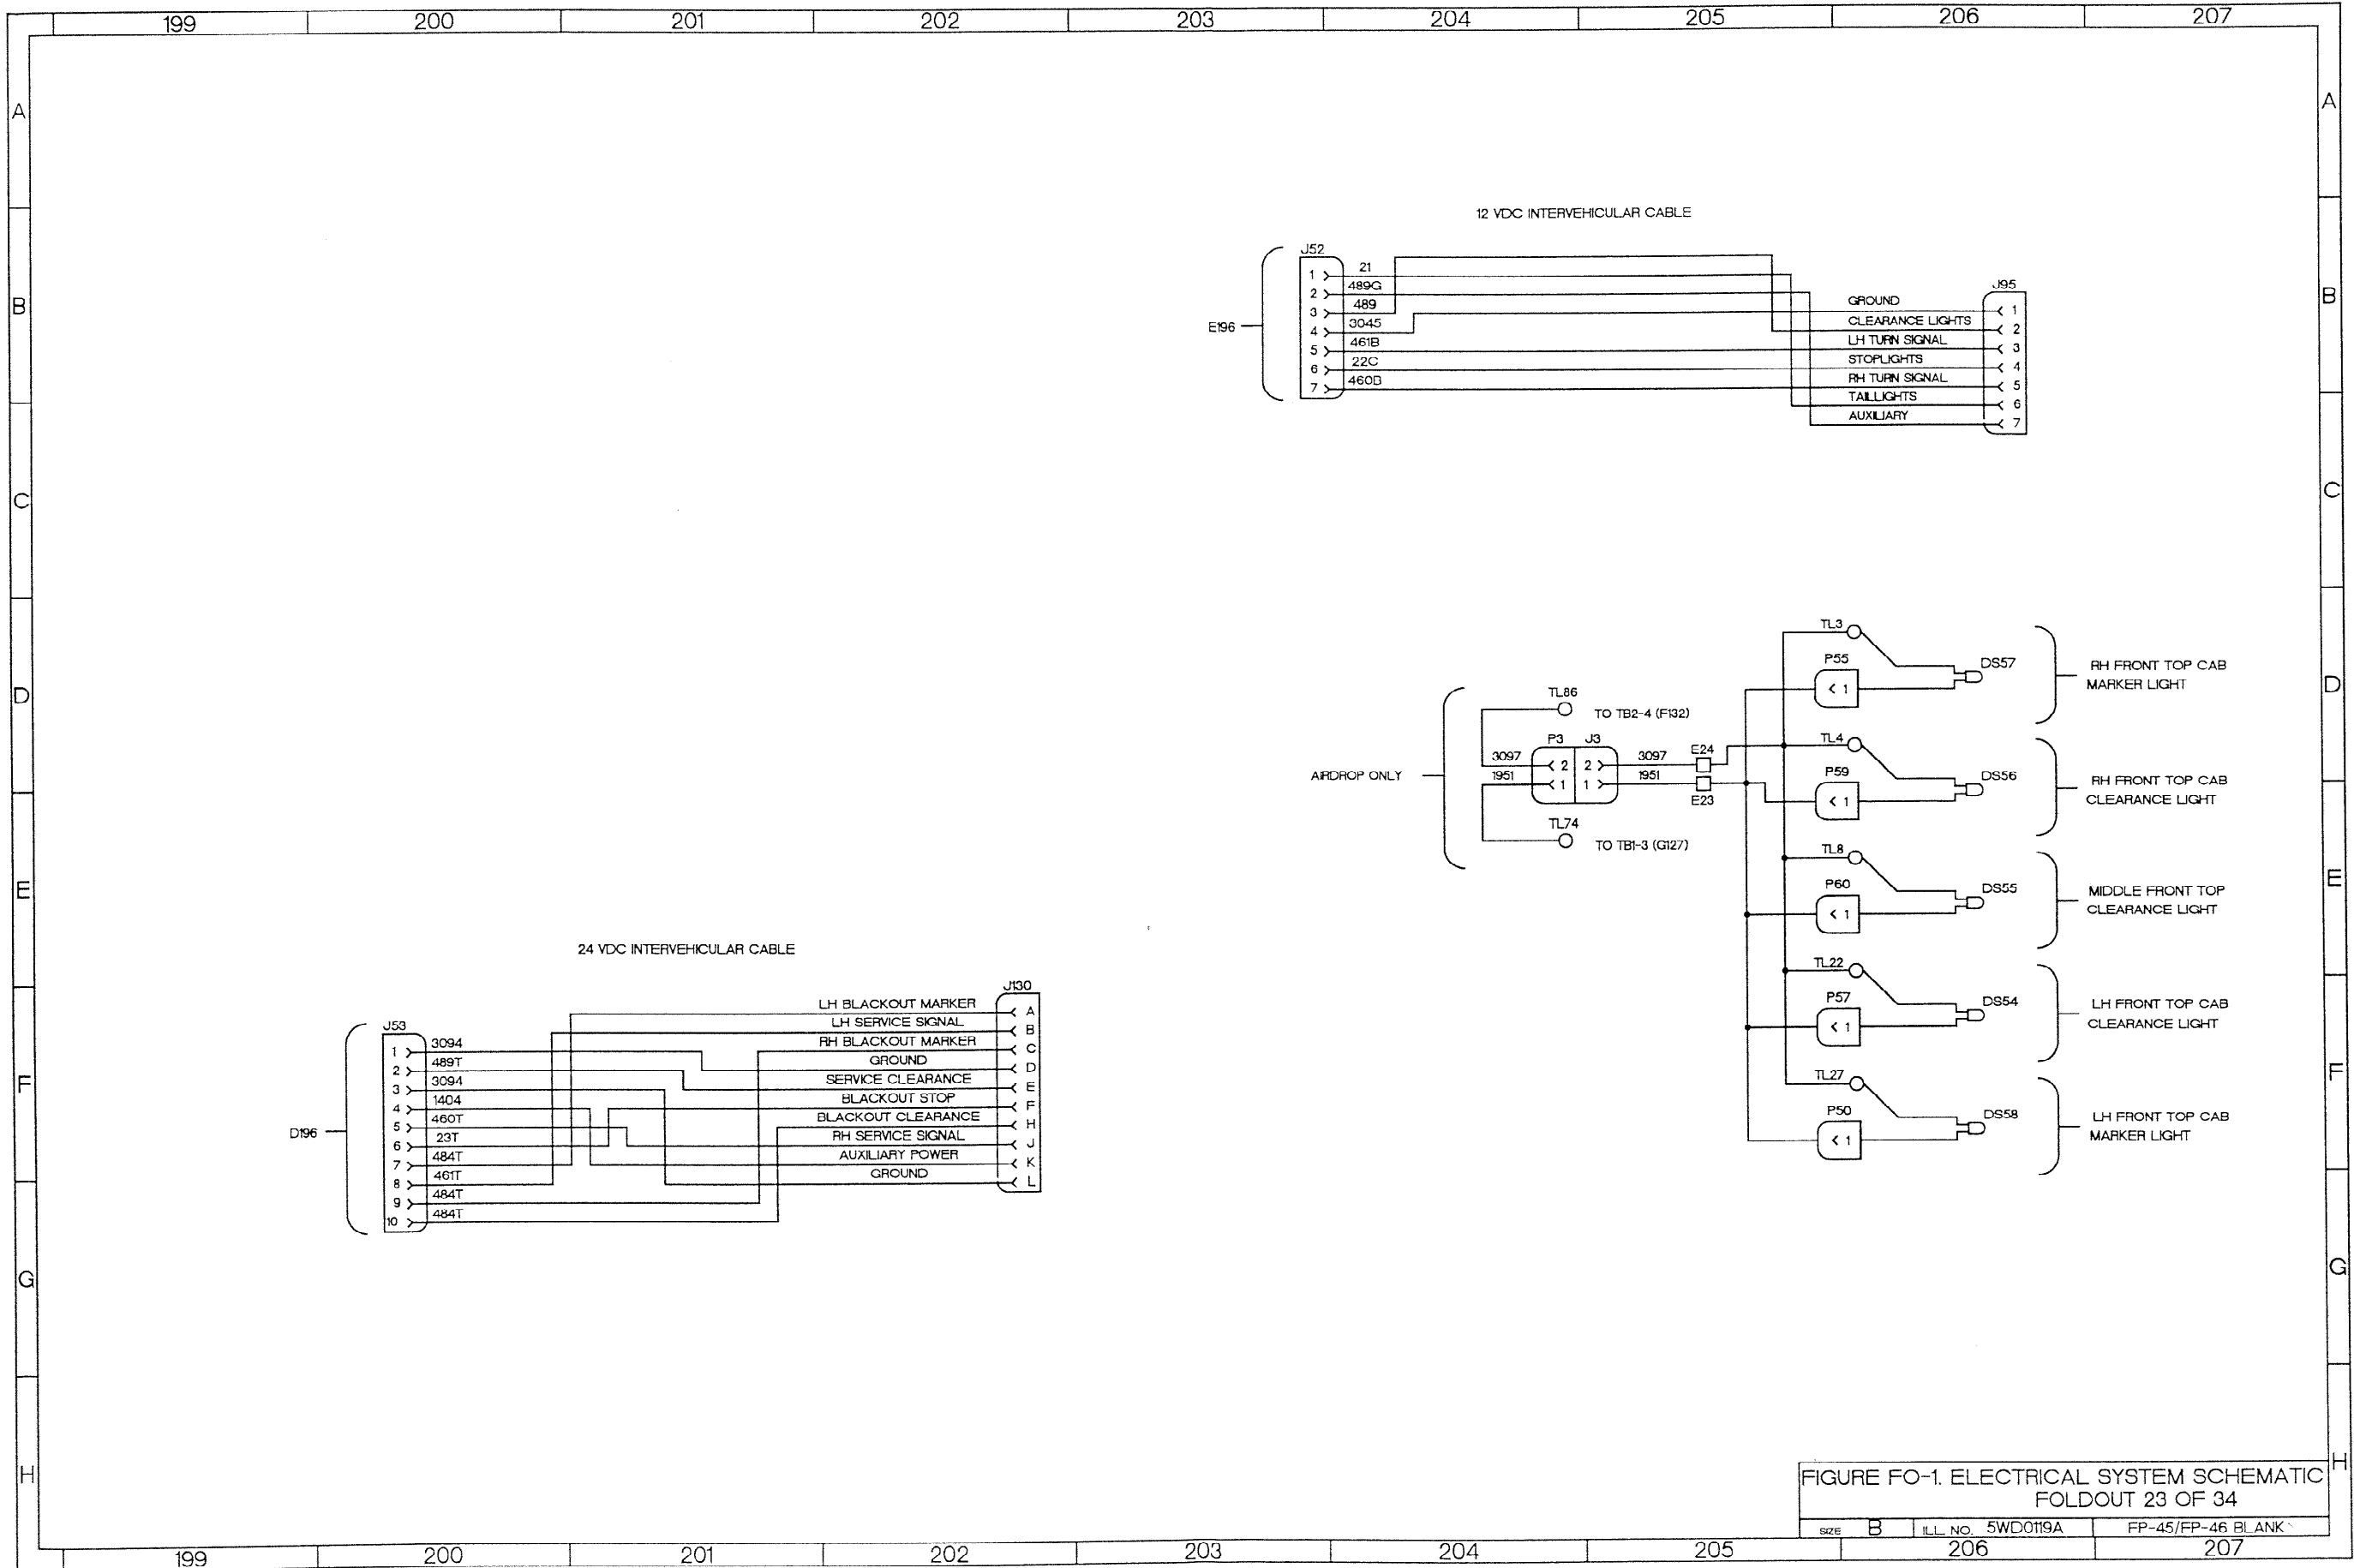 199 200 201 202 203 204 205 206 207
A A
B B
C C
D D
E E
F F
G G
H H
12 VDC INTERVEHICULAR CABLE
E196
J52
1 21
2 489G
3 489
4 3045
5 461B
6 22C
7 460B
J95
GROUND 1
CLEARANCE LIGHTS 2
LH TURN SIGNAL 3
STOPLIGHTS 4
RH TURN SIGNAL 5
TAILLIGHTS 6
AUXILIARY 7
AIRDROP ONLY
TL86
TO TB2-4 (F132)
P3 J3
3097 2 2 3097 E24
1951 1 1 1951
E23
TL74
TO TB1-3 (G127)
TL3
P55
1
DS57
RH FRONT TOP CAB
MARKER LIGHT
TL4
P59
1
DS56
RH FRONT TOP CAB
CLEARANCE LIGHT
TL8
P60
1
DS55
MIDDLE FRONT TOP
CLEARANCE LIGHT
TL22
P57
1
DS54
LH FRONT TOP CAB
CLEARANCE LIGHT
TL27
P50
1
DS58
LH FRONT TOP CAB
MARKER LIGHT
24 VDC INTERVEHICULAR CABLE
D196
J53
1 3094
2 489T
3 3094
4 1404
5 460T
6 23T
7 484T
8 461T
9 484T
10 484T
J130
LH BLACKOUT MARKER A
LH SERVICE SIGNAL B
RH BLACKOUT MARKER C
GROUND D
SERVICE CLEARANCE E
BLACKOUT STOP F
BLACKOUT CLEARANCE H
RH SERVICE SIGNAL J
AUXILIARY POWER K
GROUND L
FIGURE FO-1. ELECTRICAL SYSTEM SCHEMATIC
FOLDOUT 23 OF 34
SIZE B ILL. NO. 5WD0119A FP-45/FP-46 BLANK
199 200 201 202 203 204 205 206 207